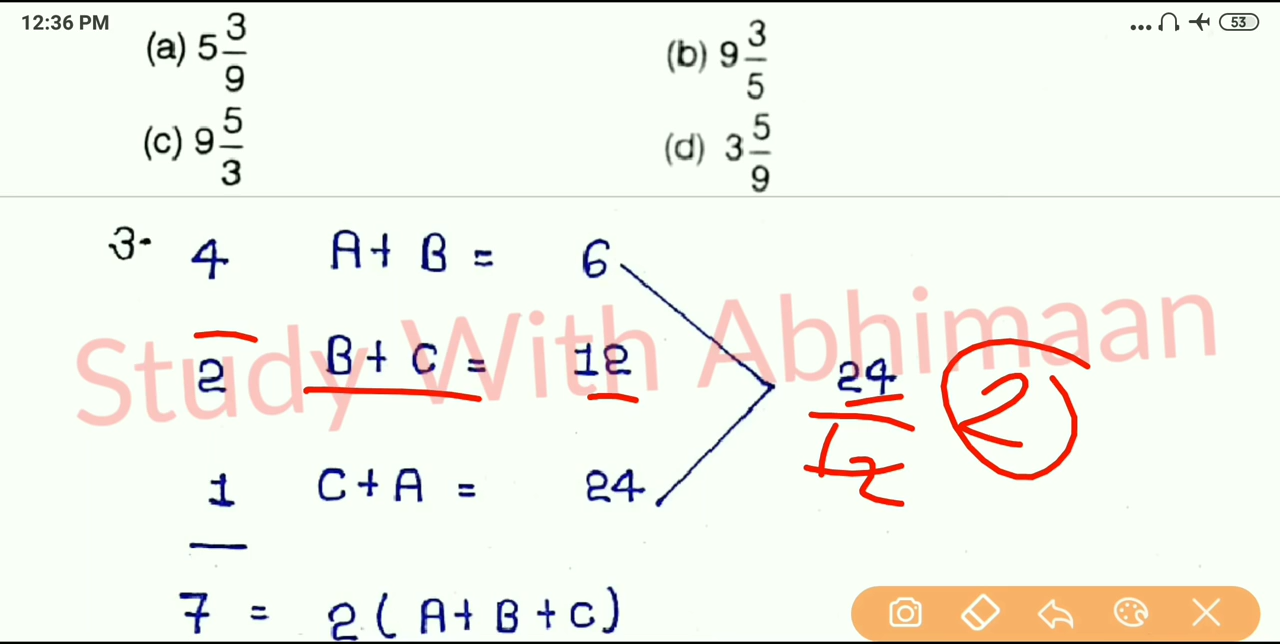 12:36 PM ... 53
(a) 5 3/9 (b) 9 3/5
(c) 9 5/3 (d) 3 5/9
3. 4 A + B = 6
Study With Abhimaan
2 B + C = 12 24/12 2
1 C + A = 24
7 = 2 ( A + B + C )